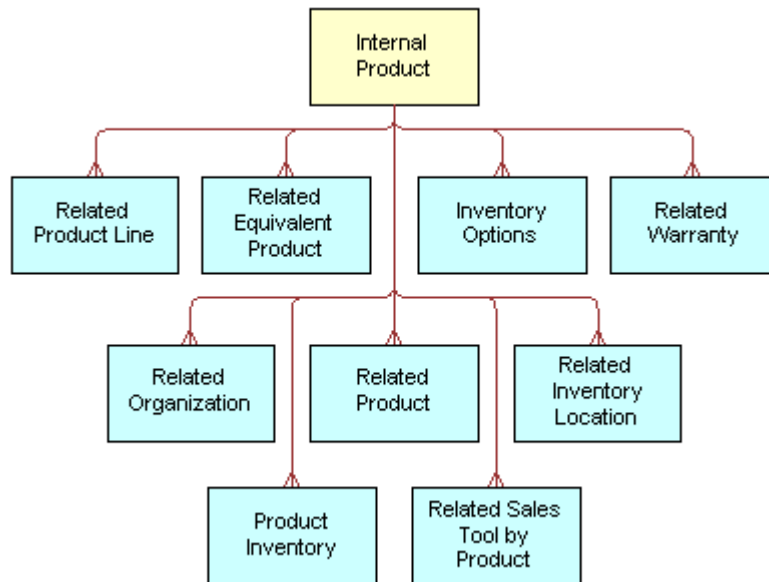 Internal
Product
Related
Product Line
Related
Equivalent
Product
Inventory
Options
Related
Warranty
Related
Organization
Related
Product
Related
Inventory
Location
Product
Inventory
Related Sales
Tool by
Product